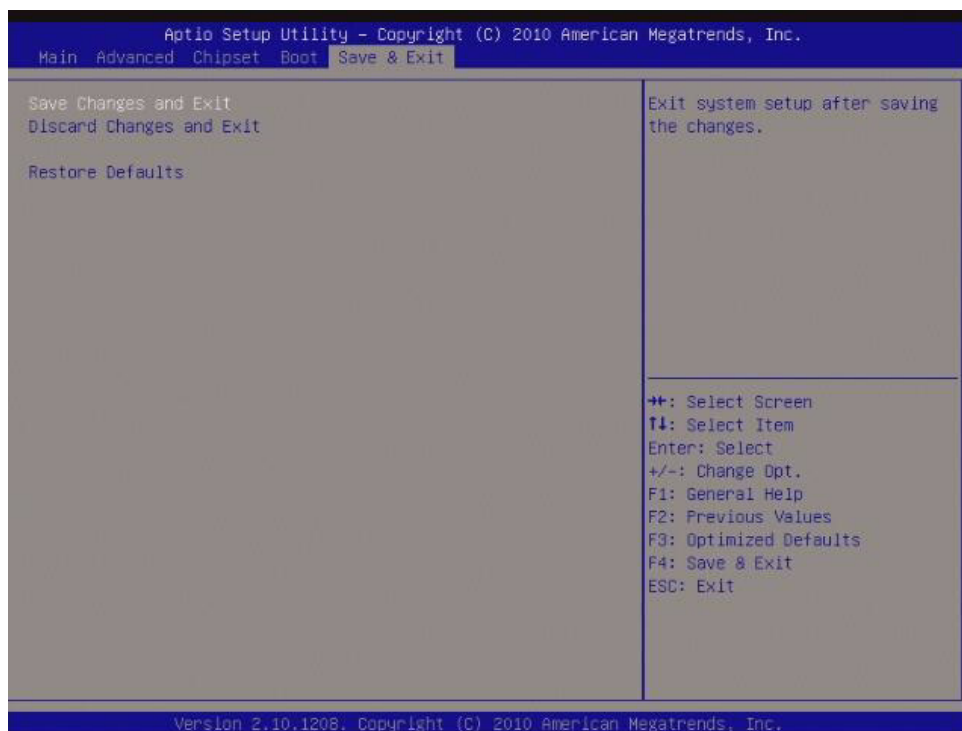 Aptio Setup Utility – Copyright (C) 2010 American Megatrends, Inc.
Main Advanced Chipset Boot Save & Exit
Save Changes and Exit
Discard Changes and Exit
Restore Defaults
Exit system setup after saving
the changes.
→←: Select Screen
↑↓: Select Item
Enter: Select
+/-: Change Opt.
F1: General Help
F2: Previous Values
F3: Optimized Defaults
F4: Save & Exit
ESC: Exit
Version 2.10.1208. Copyright (C) 2010 American Megatrends, Inc.